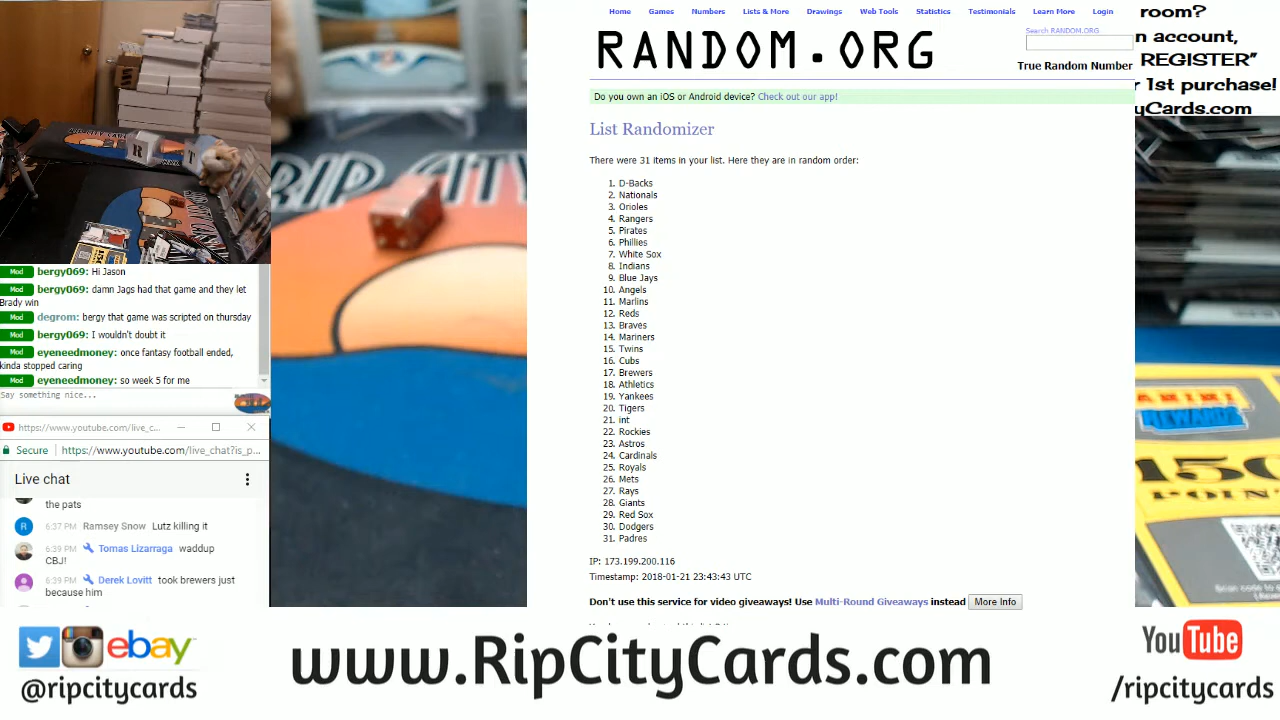 Home Games Numbers Lists & More Drawings Web Tools Statistics Testimonials Learn More Login
RANDOM.ORG
Search RANDOM.ORG
True Random Number
Do you own an iOS or Android device? Check out our app!
List Randomizer
There were 31 items in your list. Here they are in random order:
1. D-Backs
2. Nationals
3. Orioles
4. Rangers
5. Pirates
6. Phillies
7. White Sox
8. Indians
9. Blue Jays
10. Angels
11. Marlins
12. Reds
13. Braves
14. Mariners
15. Twins
16. Cubs
17. Brewers
18. Athletics
19. Yankees
20. Tigers
21. int
22. Rockies
23. Astros
24. Cardinals
25. Royals
26. Mets
27. Rays
28. Giants
29. Red Sox
30. Dodgers
31. Padres
IP: 173.199.200.116
Timestamp: 2018-01-21 23:43:43 UTC
Don't use this service for video giveaways! Use Multi-Round Giveaways instead More Info
room?
n account,
REGISTER"
r 1st purchase!
yCards.com
RIP CITY
R T
Mod bergy069: Hi Jason
Mod bergy069: damn Jags had that game and they let
Brady win
Mod degrom: bergy that game was scripted on thursday
Mod bergy069: I wouldn't doubt it
Mod eyeneedmoney: once fantasy football ended,
kinda stopped caring
Mod eyeneedmoney: so week 5 for me
Say something nice...
https://www.youtube.com/live_c...
Secure https://www.youtube.com/live_chat?is_p...
Live chat
the pats
R 6:37 PM Ramsey Snow Lutz killing it
6:39 PM Tomas Lizarraga waddup
CBJ!
6:39 PM Derek Lovitt took brewers just
because him
PANINI
REWARDS
150
POINT
ebay
@ripcitycards
www.RipCityCards.com
YouTube
/ripcitycards